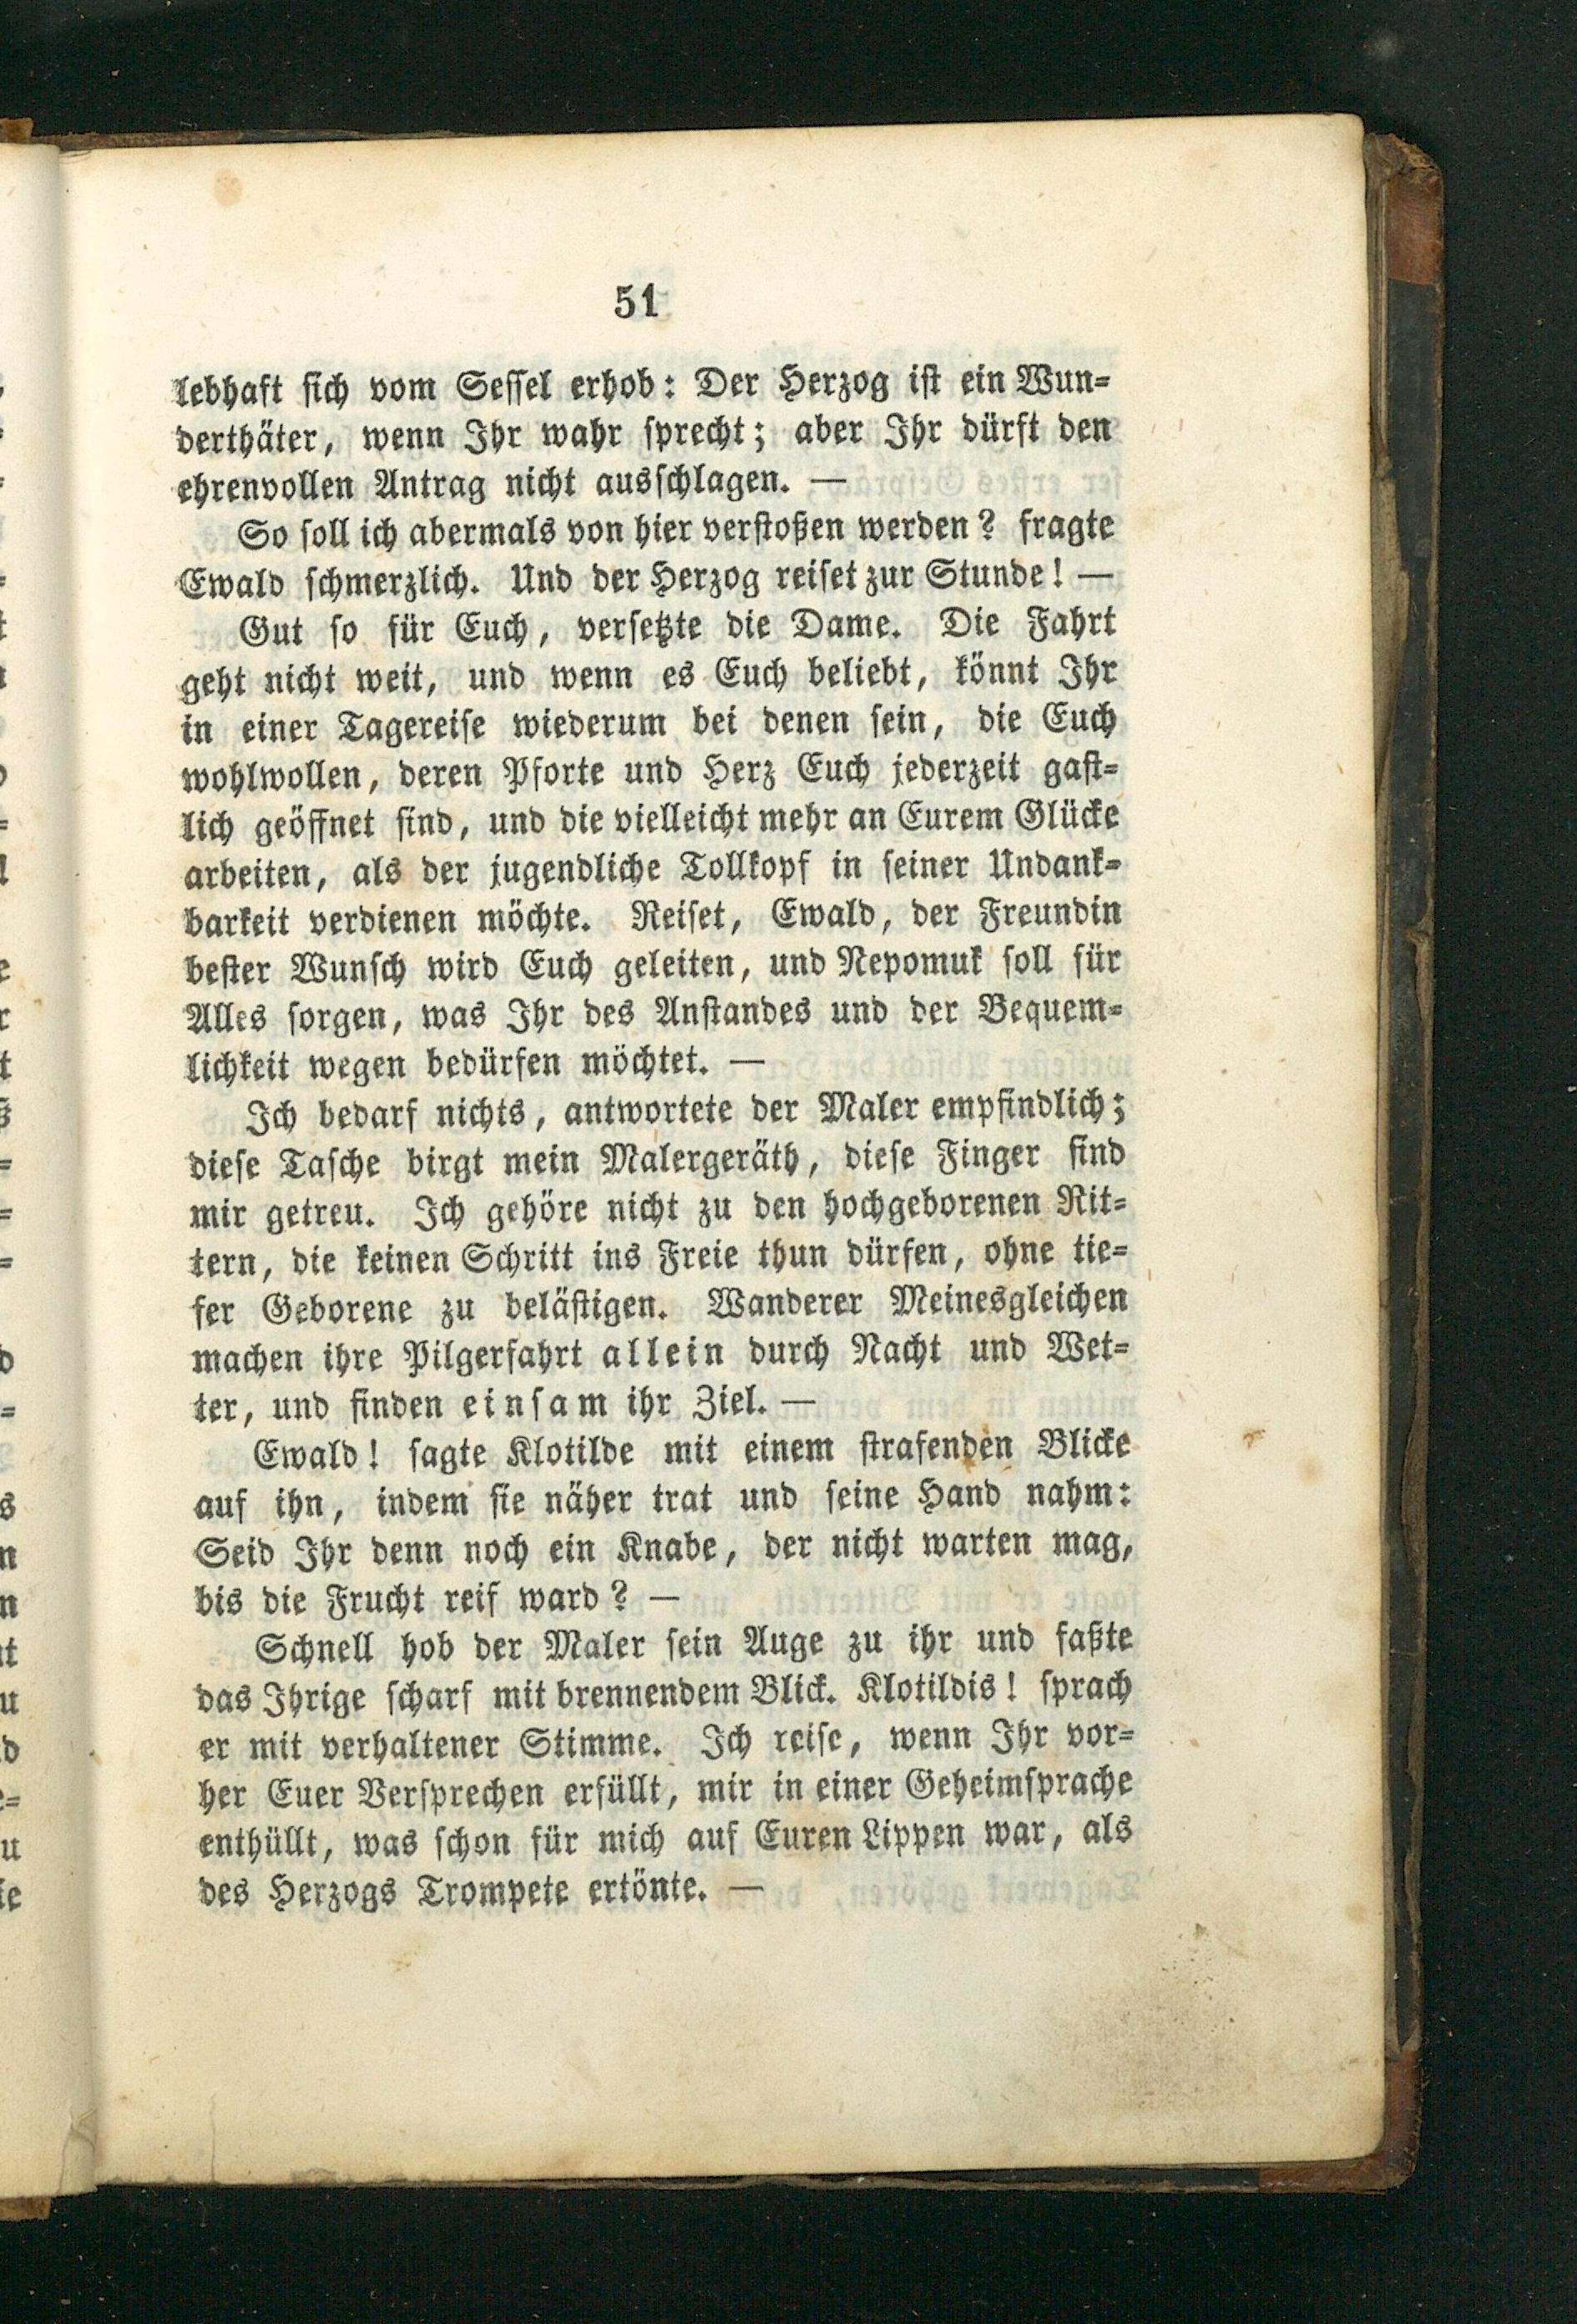 51
lebhaft ſich vom Seſſel erhob: Der Herzog iſt ein Wun=
derthäter, wenn Ihr wahr ſprecht; aber Ihr dürft den
ehrenvollen Antrag nicht ausſchlagen. —
So ſoll ich abermals von hier verſtoßen werden? fragte
Ewald ſchmerzlich. Und der Herzog reiſet zur Stunde! —
Gut ſo für Euch, verſetzte die Dame. Die Fahrt
geht nicht weit, und wenn es Euch beliebt, könnt Ihr
in einer Tagereiſe wiederum bei denen ſein, die Euch
wohlwollen, deren Pforte und Herz Euch jederzeit gaſt=
lich geöffnet ſind, und die vielleicht mehr an Eurem Glücke
arbeiten, als der jugendliche Tollkopf in ſeiner Undank=
barkeit verdienen möchte. Reiſet, Ewald, der Freundin
beſter Wunſch wird Euch geleiten, und Nepomuk ſoll für
Alles ſorgen, was Ihr des Anſtandes und der Bequem=
lichkeit wegen bedürfen möchtet. —
Ich bedarf nichts, antwortete der Maler empfindlich;
dieſe Taſche birgt mein Malergeräth, dieſe Finger ſind
mir getreu. Ich gehöre nicht zu den hochgeborenen Rit=
tern, die keinen Schritt ins Freie thun dürfen, ohne tie=
fer Geborene zu beläſtigen. Wanderer Meinesgleichen
machen ihre Pilgerfahrt allein durch Nacht und Wet=
ter, und finden einſam ihr Ziel. —
Ewald! ſagte Klotilde mit einem ſtrafenden Blicke
auf ihn, indem ſie näher trat und ſeine Hand nahm:
Seid Ihr denn noch ein Knabe, der nicht warten mag,
bis die Frucht reif ward? —
Schnell hob der Maler ſein Auge zu ihr und faßte
das Ihrige ſcharf mit brennendem Blick. Klotildis! ſprach
er mit verhaltener Stimme. Ich reiſe, wenn Ihr vor=
her Euer Verſprechen erfüllt, mir in einer Geheimſprache
enthüllt, was ſchon für mich auf Euren Lippen war, als
des Herzogs Trompete ertönte. —